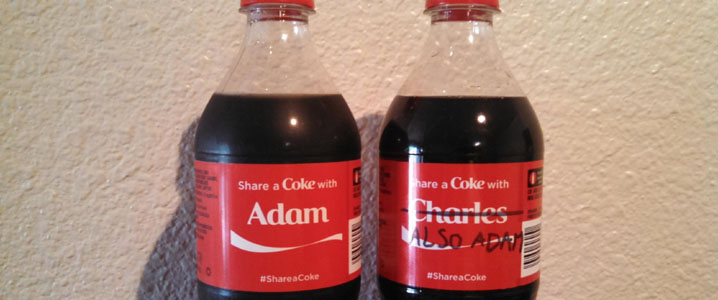 Share a Coke with
Adam
#ShareaCoke
Share a Coke with
Charles
ALSO ADAM
#ShareaCoke